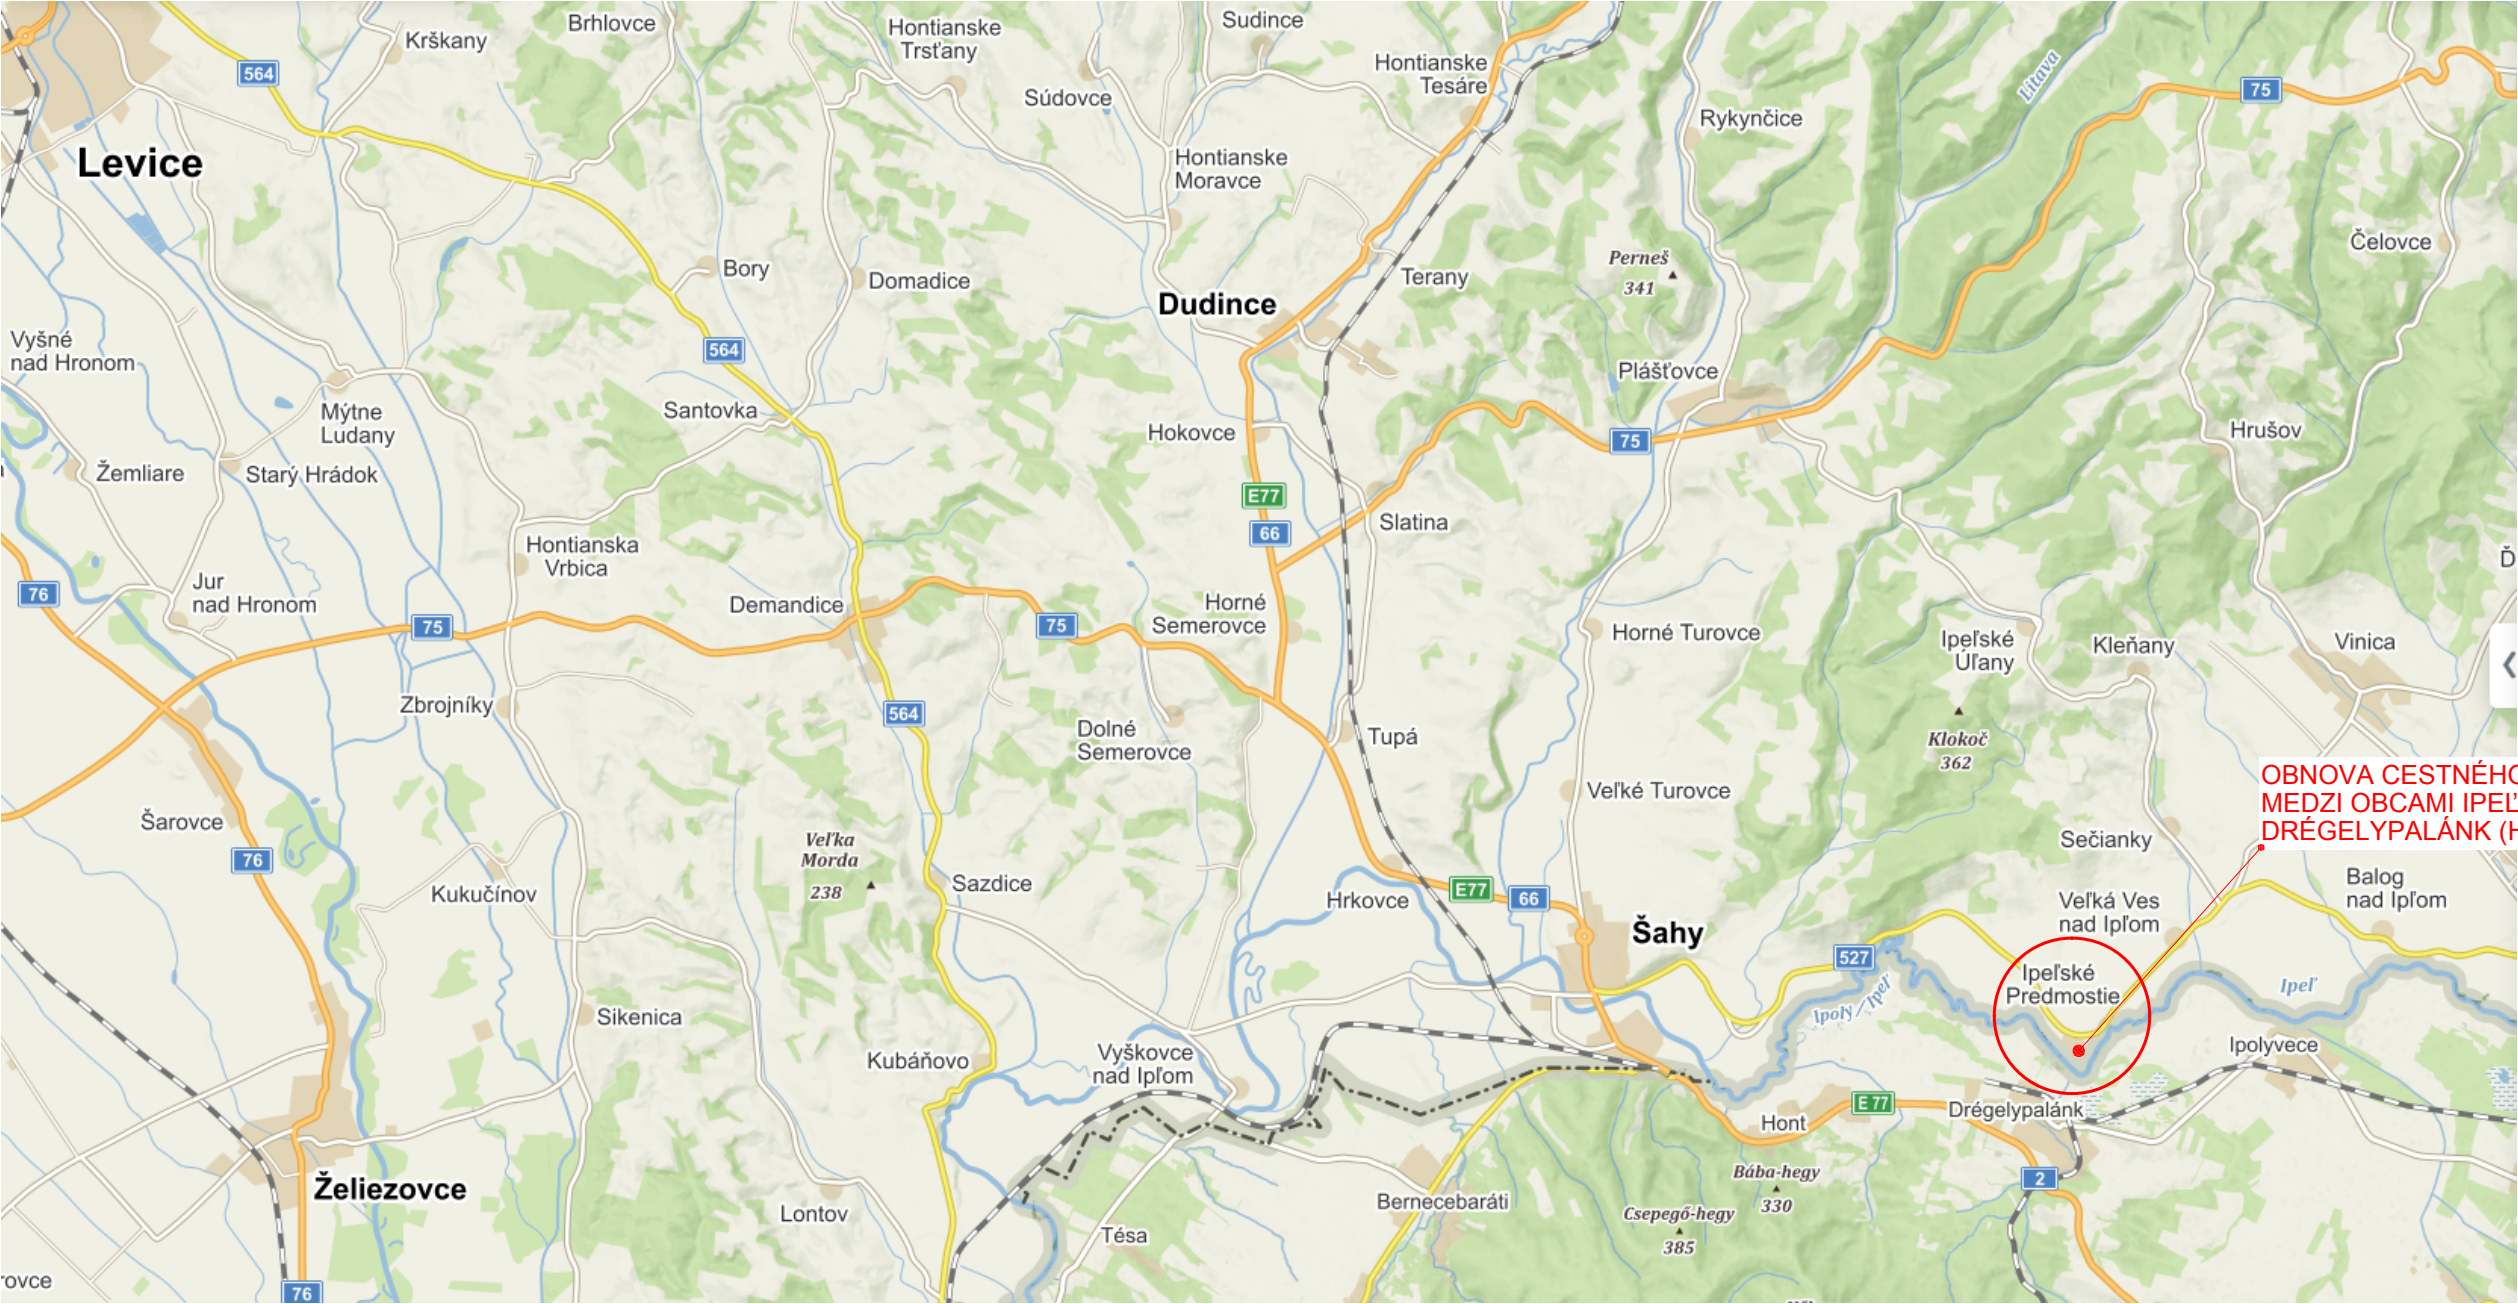 Brhlovce
Hontianske
Trsťany
Sudince
Krškany
564
Hontianske
Tesáre
Litava
75
Súdovce
Rykynčice
Levice
Hontianske
Moravce
Čelovce
Bory
Domadice
Terany
Perneš
341
Dudince
Vyšné
nad Hronom
564
Plášťovce
Mýtne
Ludany
Santovka
Hokovce
75
Hrušov
Žemliare
Starý Hrádok
E77
66
Slatina
Hontianska
Vrbica
Jur
nad Hronom
76
75
Demandice
75
Horné
Semerovce
Horné Turovce
Ipeľské
Úľany
Kleňany
Vinica
Zbrojníky
564
Dolné
Semerovce
Tupá
Klokoč
362
Veľké Turovce
OBNOVA CESTNÉHO
MEDZI OBCAMI IPEĽ
DRÉGELYPALÁNK (H
Šarovce
76
Veľka
Morda
238
Sečianky
Kukučínov
Sazdice
Hrkovce
E77
66
Balog
nad Ipľom
Veľká Ves
nad Ipľom
Šahy
527
Ipeľské
Predmostie
Ipoly / Ipeľ
Ipeľ
Sikenica
Kubáňovo
Vyškovce
nad Ipľom
Ipolyvece
Hont
E 77
Drégelypalánk
Želiezovce
Lontov
Tésa
Bernecebaráti
Bába-hegy
330
2
Csepegő-hegy
385
rovce
76